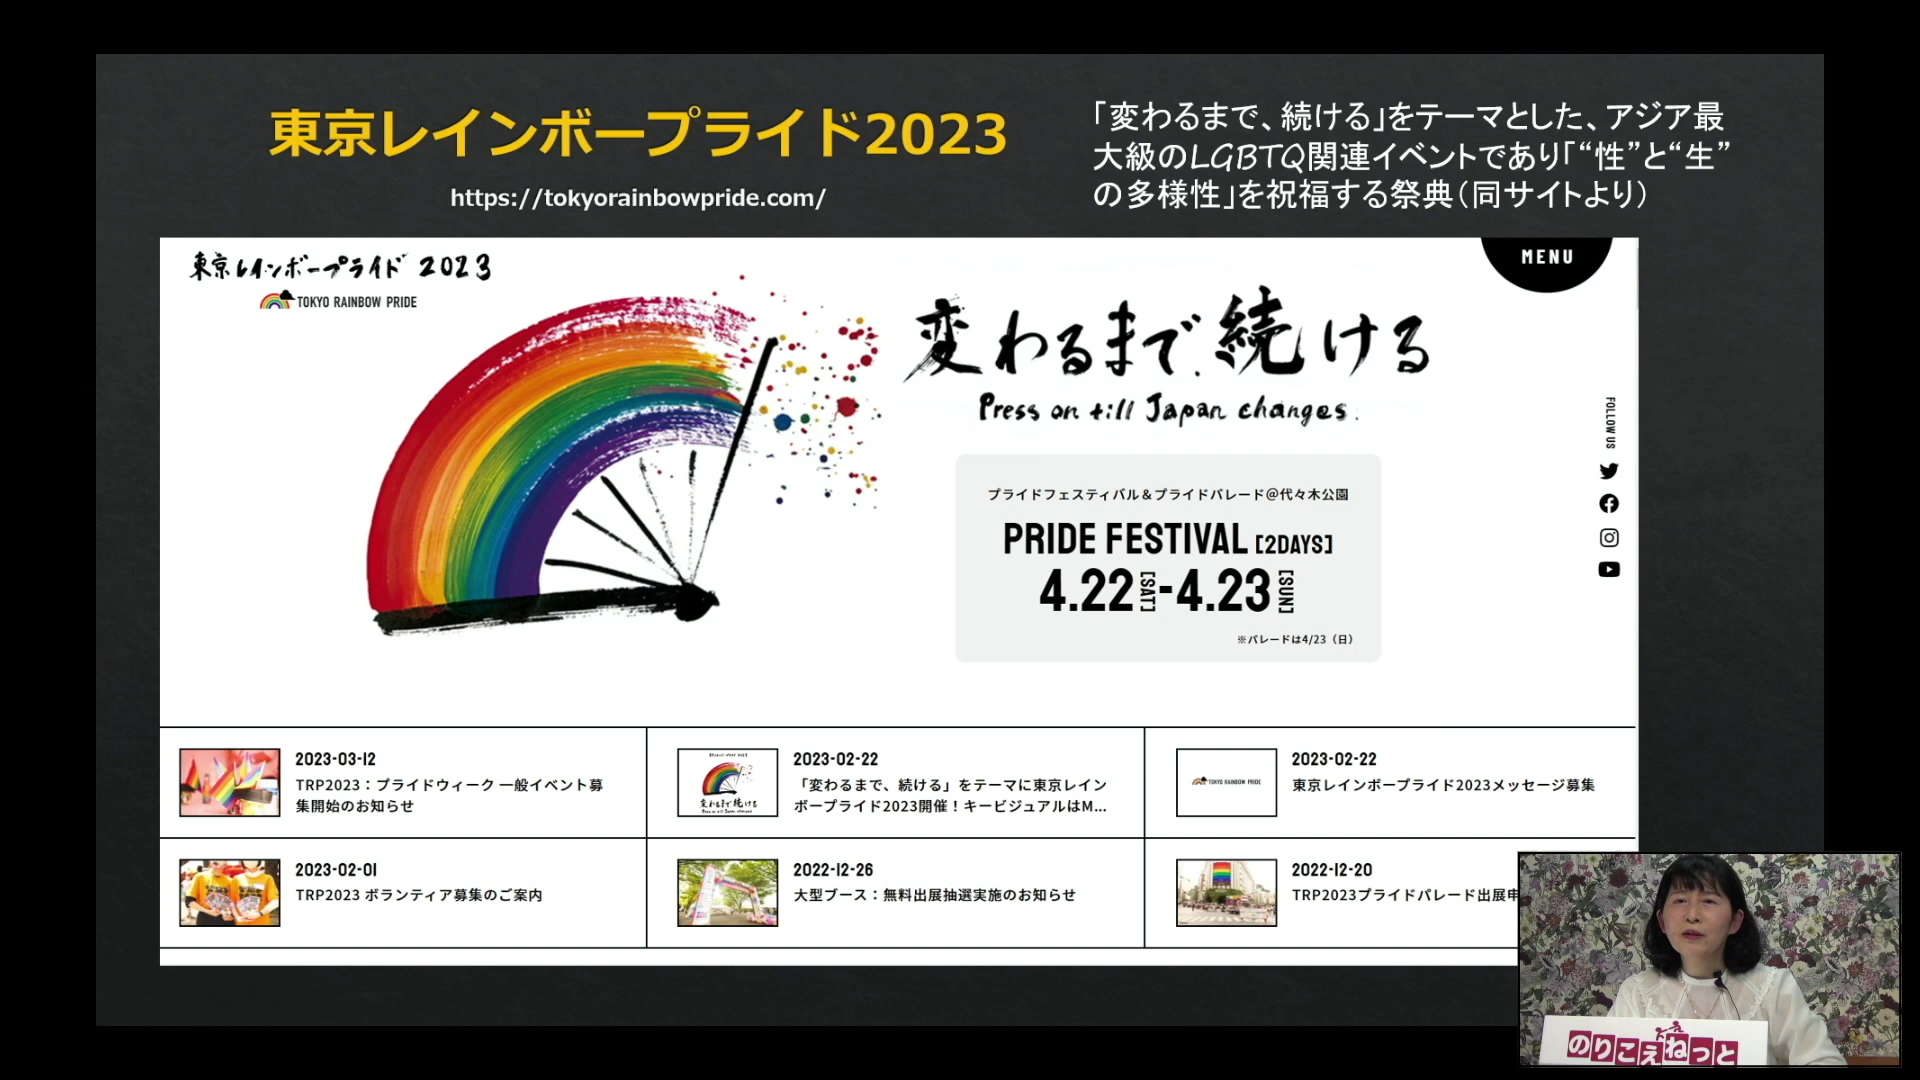 東京レインボープライド2023
https://tokyorainbowpride.com/
「変わるまで、続ける」をテーマとした、アジア最
大級のLGBTQ関連イベントであり「“性”と“生”
の多様性」を祝福する祭典（同サイトより）
東京レインボープライド 2023
TOKYO RAINBOW PRIDE
MENU
変わるまで、続ける
Press on till Japan changes.
FOLLOW US
プライドフェスティバル＆プライドパレード＠代々木公園
PRIDE FESTIVAL [2DAYS]
4.22[SAT]-4.23[SUN]
※パレードは4/23（日）
2023-03-12
TRP2023：プライドウィーク 一般イベント募
集開始のお知らせ
2023-02-22
「変わるまで、続ける」をテーマに東京レイン
ボープライド2023開催！キービジュアルはM...
2023-02-22
東京レインボープライド2023メッセージ募集
TOKYO RAINBOW PRIDE
変わるまで、続ける
2023-02-01
TRP2023 ボランティア募集のご案内
2022-12-26
大型ブース：無料出展抽選実施のお知らせ
2022-12-20
TRP2023プライドパレード出展申
のりこえねっと